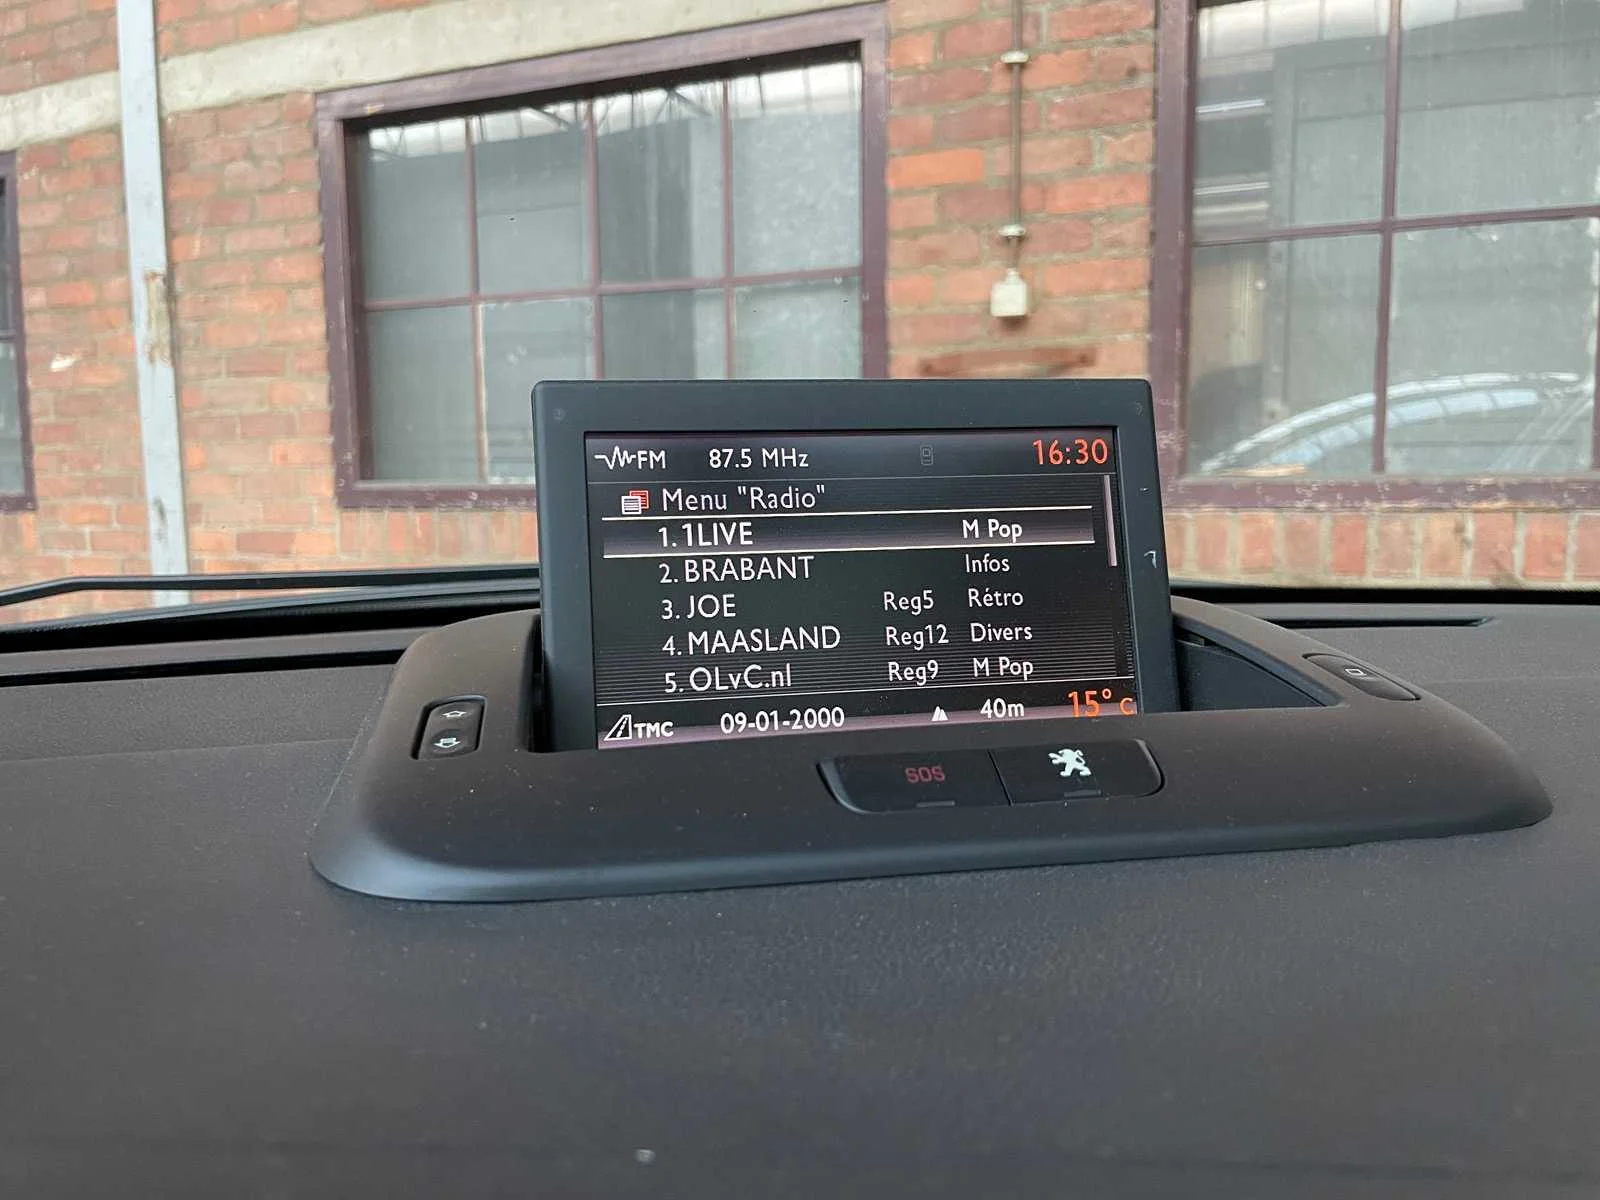 FM 87.5 MHz 16:30
Menu "Radio"
1. 1LIVE M Pop
2. BRABANT Infos
3. JOE Reg5 Rétro
4. MAASLAND Reg12 Divers
5. OLvC.nl Reg9 M Pop
TMC 09-01-2000 40m 15° C
SOS